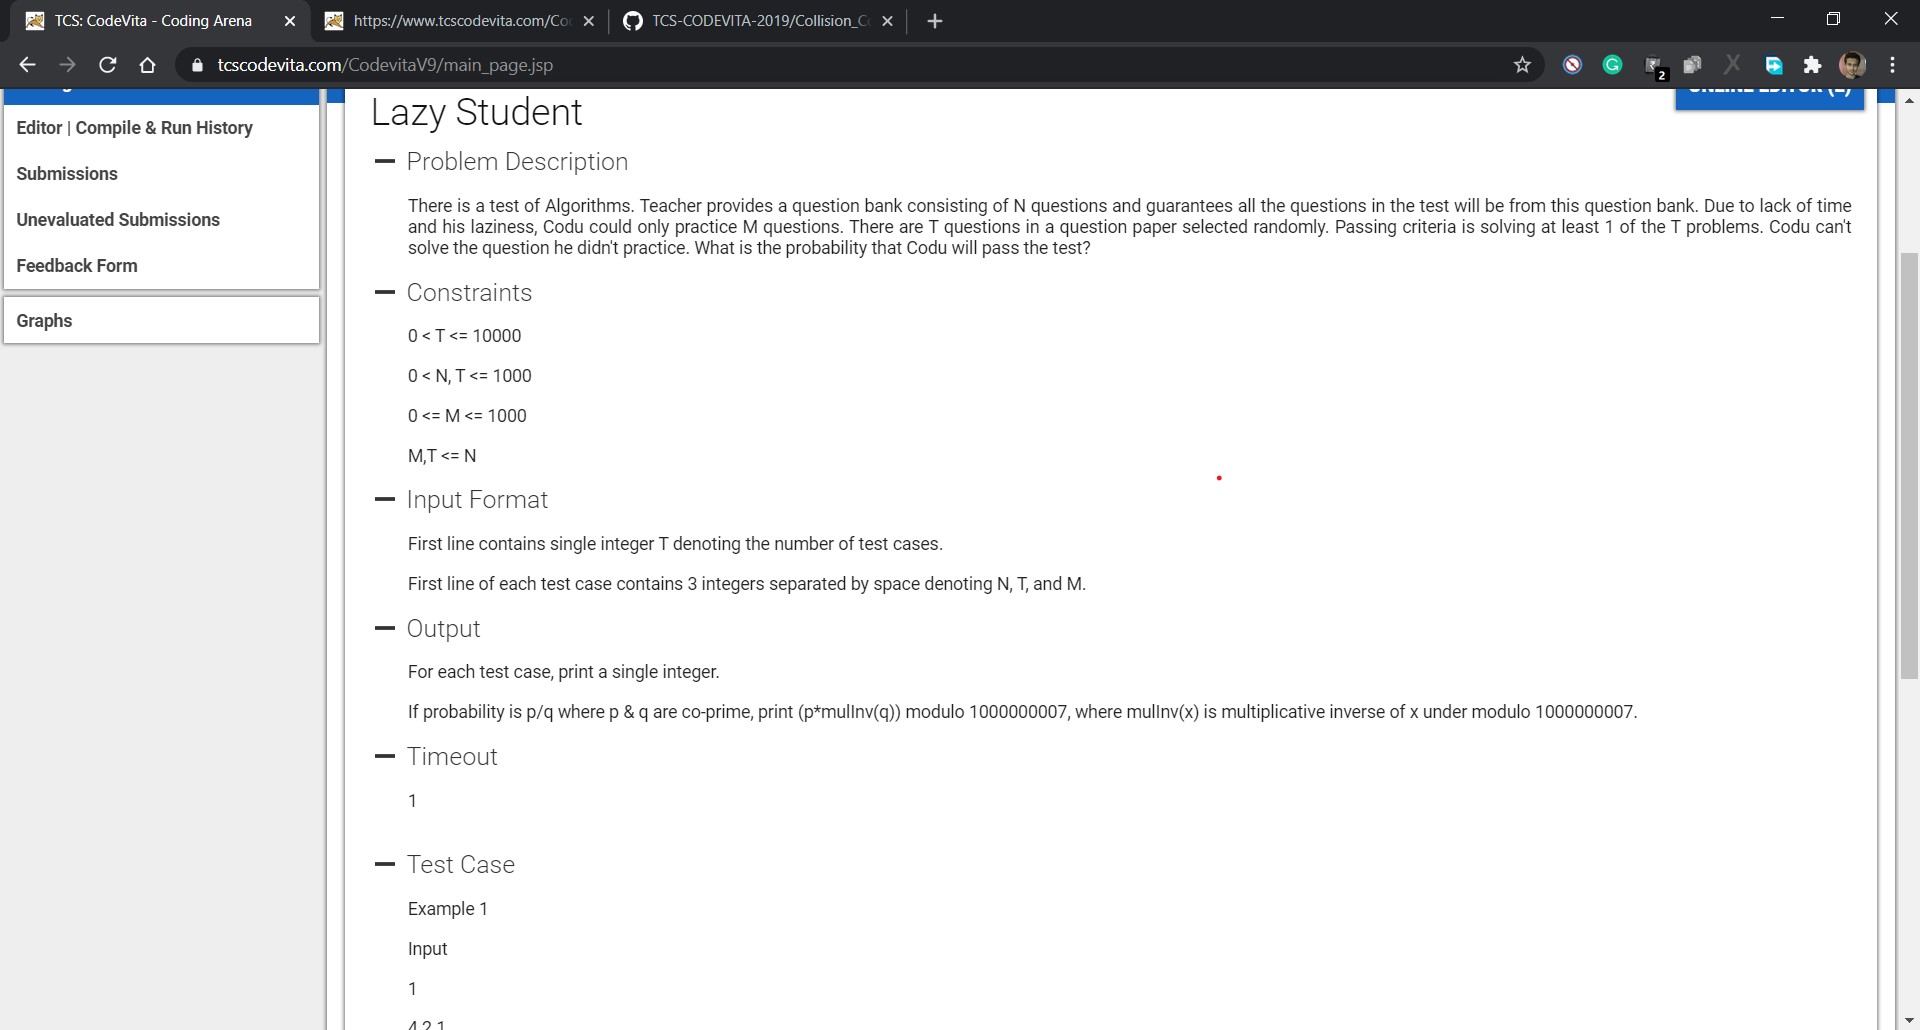 TCS: CodeVita - Coding Arena
https://www.tcscodevita.com/Co
TCS-CODEVITA-2019/Collision_C
tcscodevita.com/CodevitaV9/main_page.jsp
2
Lazy Student
Editor | Compile & Run History
Submissions
Unevaluated Submissions
Feedback Form
Graphs
Problem Description
There is a test of Algorithms. Teacher provides a question bank consisting of N questions and guarantees all the questions in the test will be from this question bank. Due to lack of time
and his laziness, Codu could only practice M questions. There are T questions in a question paper selected randomly. Passing criteria is solving at least 1 of the T problems. Codu can't
solve the question he didn't practice. What is the probability that Codu will pass the test?
Constraints
0 < T <= 10000
0 < N, T <= 1000
0 <= M <= 1000
M,T <= N
Input Format
First line contains single integer T denoting the number of test cases.
First line of each test case contains 3 integers separated by space denoting N, T, and M.
Output
For each test case, print a single integer.
If probability is p/q where p & q are co-prime, print (p*mulInv(q)) modulo 1000000007, where mulInv(x) is multiplicative inverse of x under modulo 1000000007.
Timeout
1
Test Case
Example 1
Input
1
4 2 1